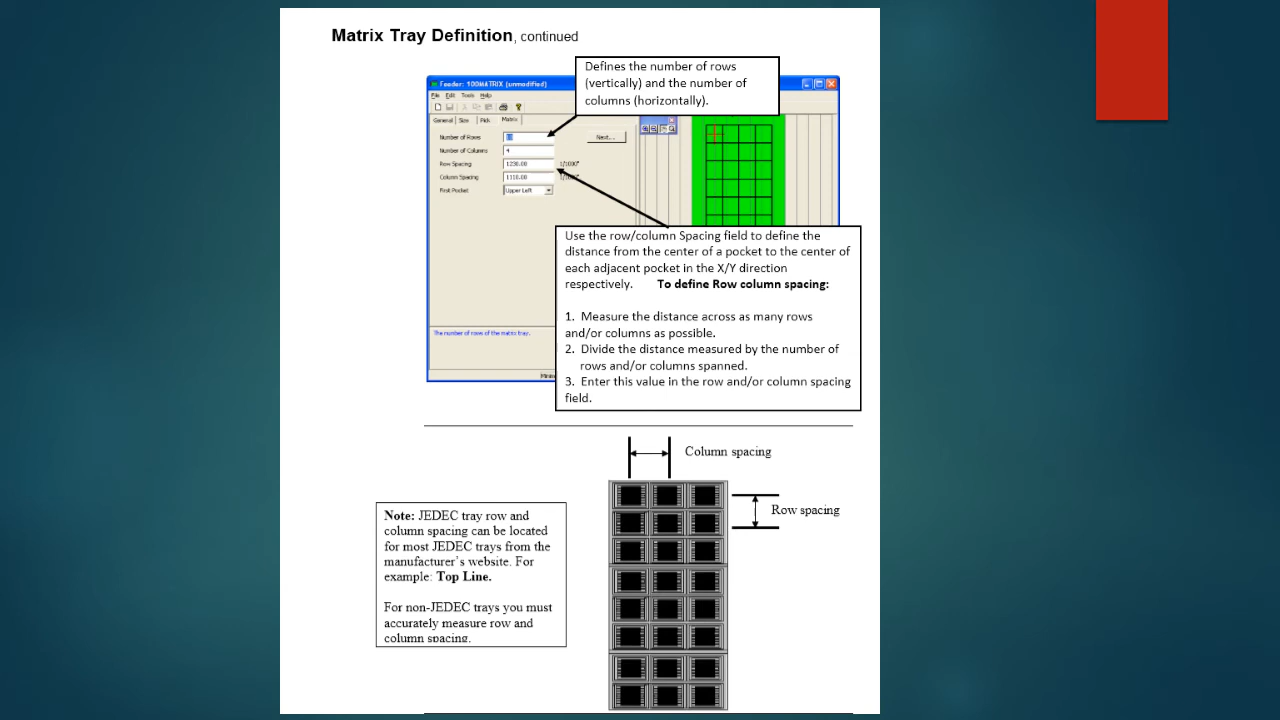 Matrix Tray Definition, continued
Defines the number of rows
(vertically) and the number of
columns (horizontally).
Feeder: 100MATRIX (unmodified)
File Edit Tools Help
General Size Pick Matrix
Number of Rows
Next...
Number of Columns 4
Row Spacing 1230.00 1/1000"
Column Spacing 1110.00 1/1000"
First Pocket Upper Left
Use the row/column Spacing field to define the
distance from the center of a pocket to the center of
each adjacent pocket in the X/Y direction
respectively. To define Row column spacing:
1. Measure the distance across as many rows
and/or columns as possible.
2. Divide the distance measured by the number of
rows and/or columns spanned.
3. Enter this value in the row and/or column spacing
field.
The number of rows of the matrix tray.
Column spacing
Row spacing
Note: JEDEC tray row and
column spacing can be located
for most JEDEC trays from the
manufacturer's website. For
example: Top Line.
For non-JEDEC trays you must
accurately measure row and
column spacing.